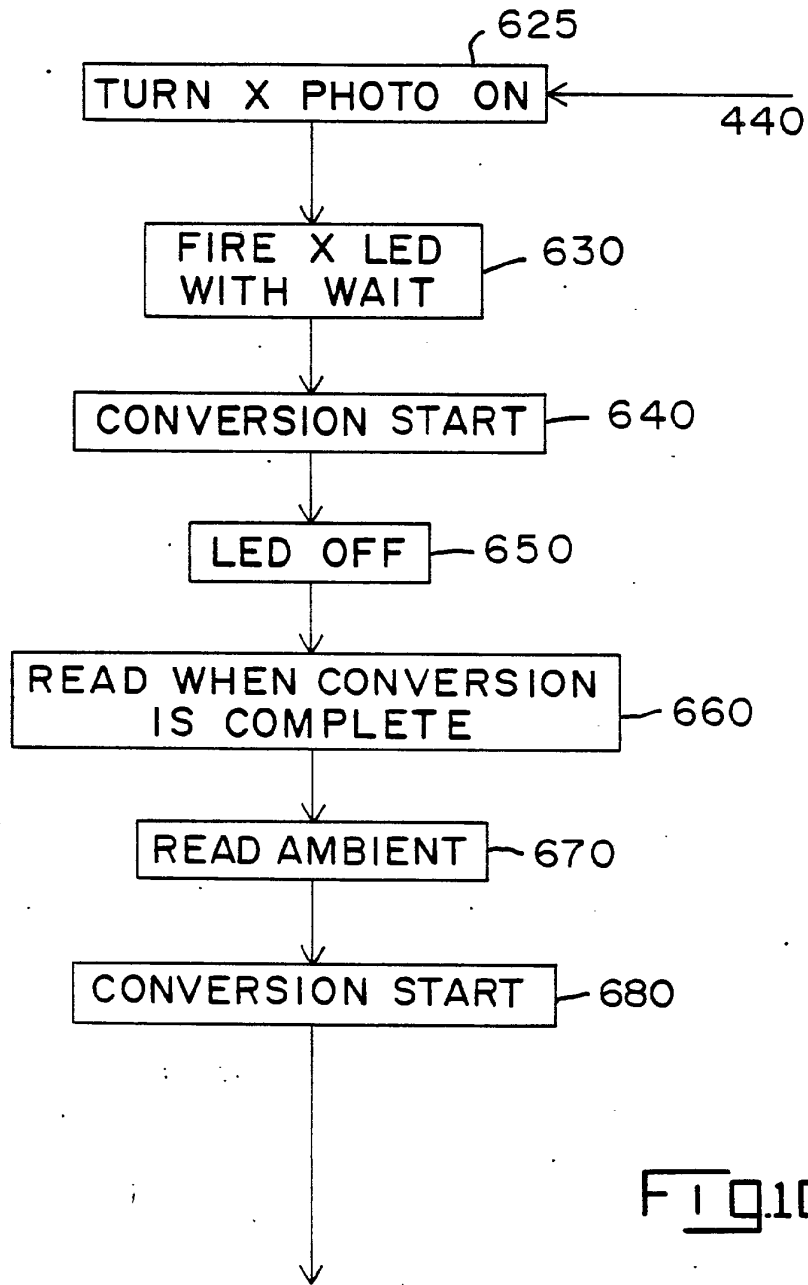 625
TURN X PHOTO ON
440
FIRE X LED
WITH WAIT
630
CONVERSION START
640
LED OFF
650
READ WHEN CONVERSION
IS COMPLETE
660
READ AMBIENT
670
CONVERSION START
680